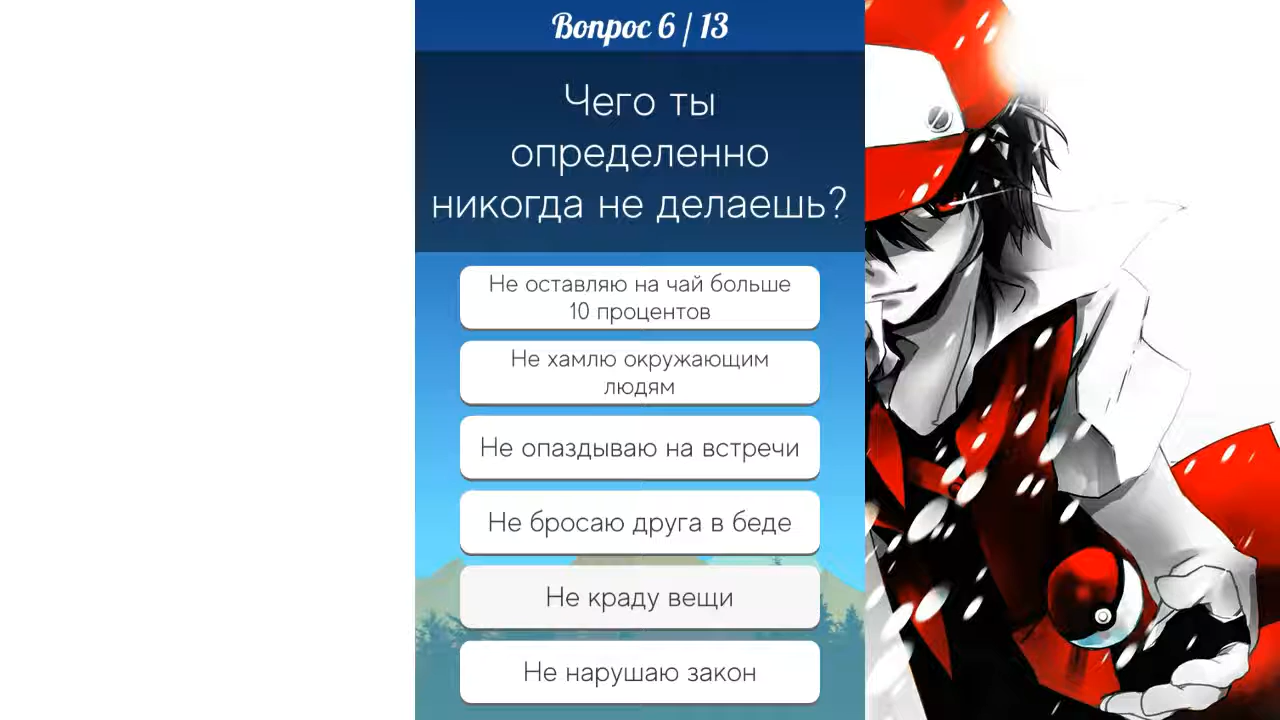 Вопрос 6 / 13
Чего ты
определенно
никогда не делаешь?
Не оставляю на чай больше
10 процентов
Не хамлю окружающим
людям
Не опаздываю на встречи
Не бросаю друга в беде
Не краду вещи
Не нарушаю закон